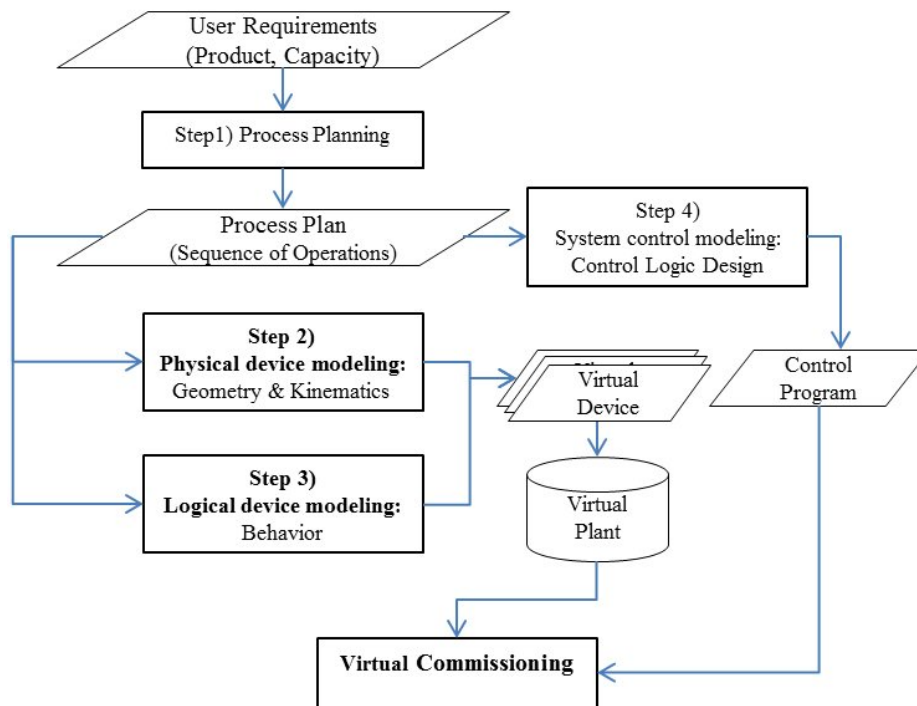 User Requirements
(Product, Capacity)
Step1) Process Planning
Process Plan
(Sequence of Operations)
Step 4)
System control modeling:
Control Logic Design
Step 2)
Physical device modeling:
Geometry & Kinematics
Virtual
Device
Control
Program
Step 3)
Logical device modeling:
Behavior
Virtual
Plant
Virtual Commissioning